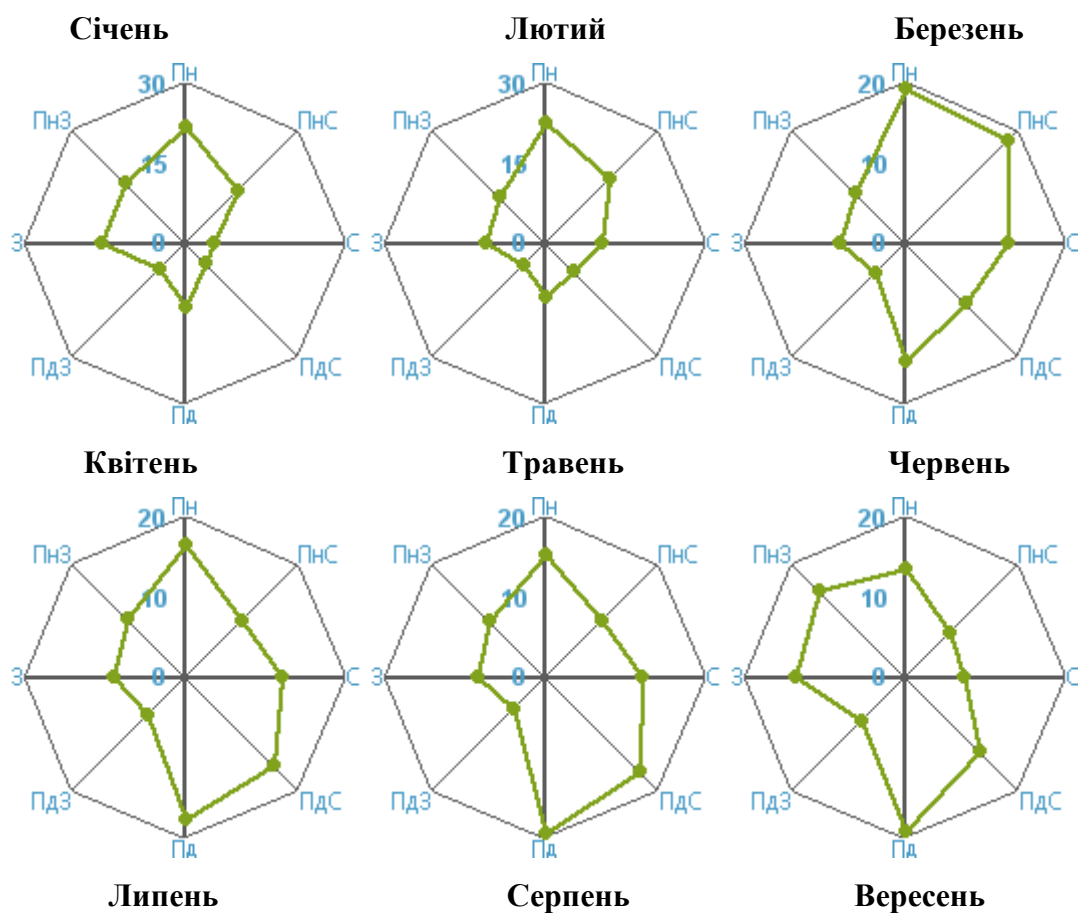 Січень Лютий Березень
Пн Пн Пн
30 30 20
ПнЗ ПнС ПнЗ ПнС ПнЗ ПнС
15 15 10
З 0 С З 0 С З 0 С
ПдЗ ПдС ПдЗ ПдС ПдЗ ПдС
Пд Пд Пд
Квітень Травень Червень
Пн Пн Пн
20 20 20
ПнЗ ПнС ПнЗ ПнС ПнЗ ПнС
10 10 10
З 0 С З 0 С З 0 С
ПдЗ ПдС ПдЗ ПдС ПдЗ ПдС
Пд Пд Пд
Липень Серпень Вересень